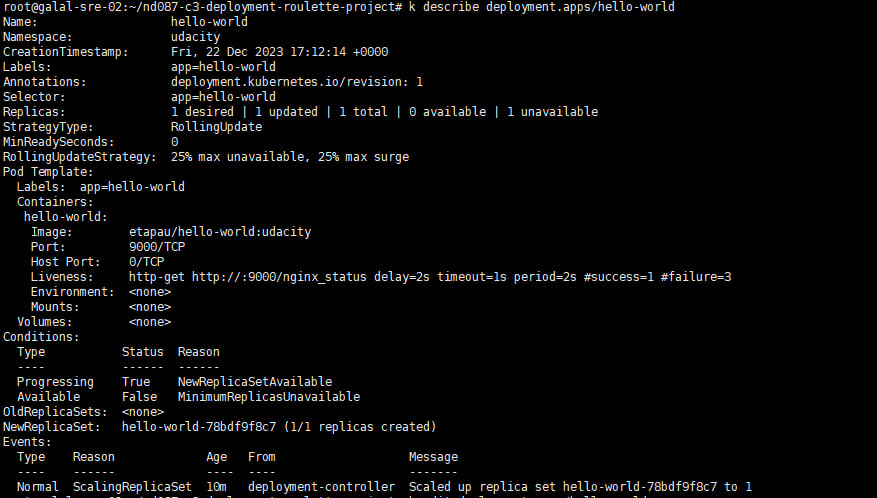 root@galal-sre-02:~/nd087-c3-deployment-roulette-project# k describe deployment.apps/hello-world
Name:                   hello-world
Namespace:              udacity
CreationTimestamp:      Fri, 22 Dec 2023 17:12:14 +0000
Labels:                 app=hello-world
Annotations:            deployment.kubernetes.io/revision: 1
Selector:               app=hello-world
Replicas:               1 desired | 1 updated | 1 total | 0 available | 1 unavailable
StrategyType:           RollingUpdate
MinReadySeconds:        0
RollingUpdateStrategy:  25% max unavailable, 25% max surge
Pod Template:
  Labels:  app=hello-world
  Containers:
   hello-world:
    Image:        etapau/hello-world:udacity
    Port:         9000/TCP
    Host Port:    0/TCP
    Liveness:     http-get http://:9000/nginx_status delay=2s timeout=1s period=2s #success=1 #failure=3
    Environment:  <none>
    Mounts:       <none>
  Volumes:        <none>
Conditions:
  Type           Status  Reason
  ----           ------  ------
  Progressing    True    NewReplicaSetAvailable
  Available      False   MinimumReplicasUnavailable
OldReplicaSets:  <none>
NewReplicaSet:   hello-world-78bdf9f8c7 (1/1 replicas created)
Events:
  Type    Reason             Age   From                   Message
  ----    ------             ----  ----                   -------
  Normal  ScalingReplicaSet  10m   deployment-controller  Scaled up replica set hello-world-78bdf9f8c7 to 1